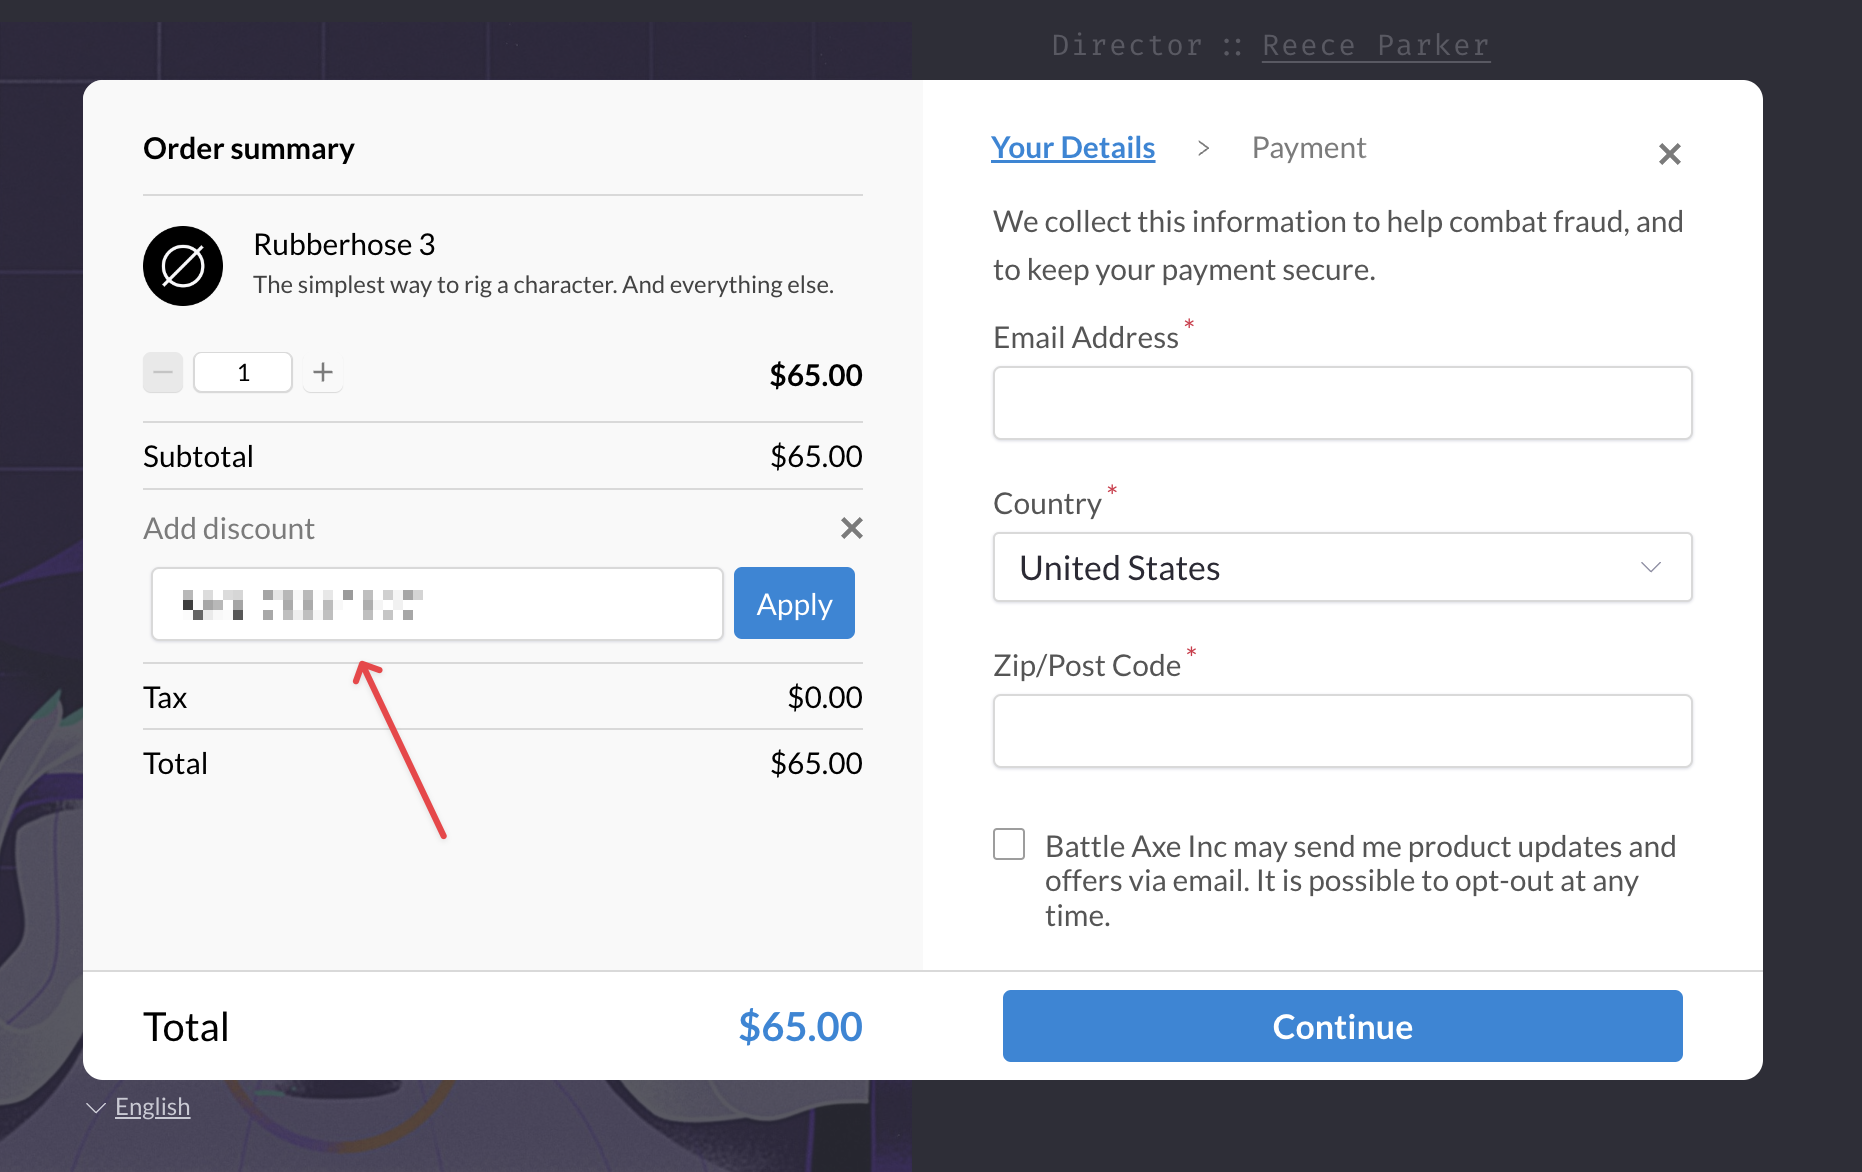 Director :: Reece Parker
Order summary
Rubberhose 3
The simplest way to rig a character. And everything else.
1
$65.00
Subtotal
$65.00
Add discount
Apply
Tax
$0.00
Total
$65.00
Total
$65.00
Your Details > Payment
We collect this information to help combat fraud, and
to keep your payment secure.
Email Address *
Country *
United States
Zip/Post Code *
Battle Axe Inc may send me product updates and
offers via email. It is possible to opt-out at any
time.
Continue
English